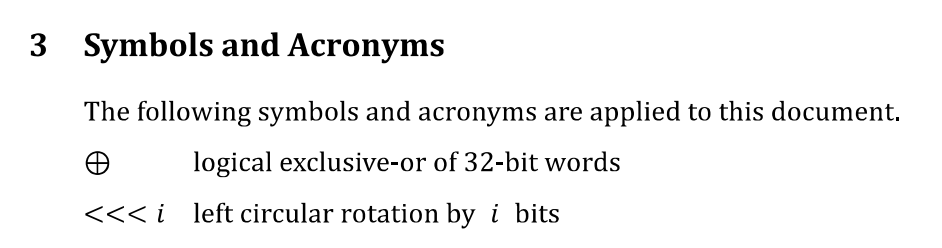 3 Symbols and Acronyms
The following symbols and acronyms are applied to this document.
⊕ logical exclusive-or of 32-bit words
<<< i left circular rotation by i bits